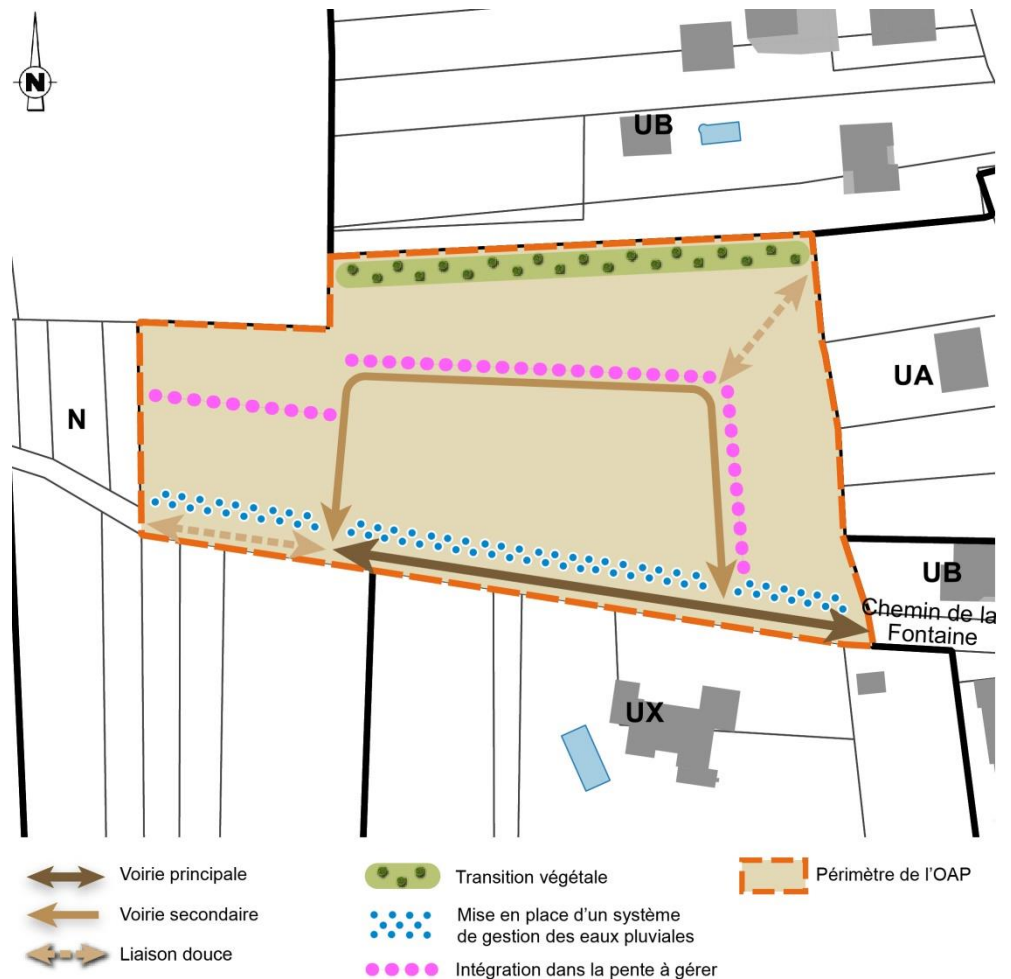 N
UB
UA
N
UB
Chemin de la
Fontaine
UX
Voirie principale
Voirie secondaire
Liaison douce
Transition végétale
Mise en place d’un système
de gestion des eaux pluviales
Intégration dans la pente à gérer
Périmètre de l’OAP